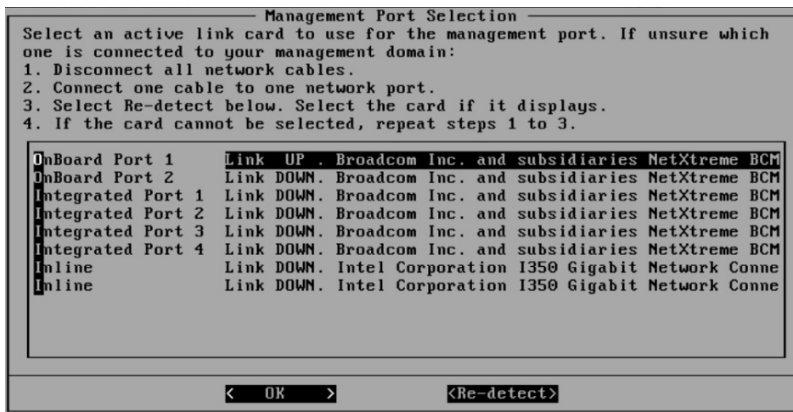 Management Port Selection
Select an active link card to use for the management port. If unsure which
one is connected to your management domain:
1. Disconnect all network cables.
2. Connect one cable to one network port.
3. Select Re-detect below. Select the card if it displays.
4. If the card cannot be selected, repeat steps 1 to 3.
OnBoard Port 1 Link UP . Broadcom Inc. and subsidiaries NetXtreme BCM
OnBoard Port 2 Link DOWN. Broadcom Inc. and subsidiaries NetXtreme BCM
Integrated Port 1 Link DOWN. Broadcom Inc. and subsidiaries NetXtreme BCM
Integrated Port 2 Link DOWN. Broadcom Inc. and subsidiaries NetXtreme BCM
Integrated Port 3 Link DOWN. Broadcom Inc. and subsidiaries NetXtreme BCM
Integrated Port 4 Link DOWN. Broadcom Inc. and subsidiaries NetXtreme BCM
Inline Link DOWN. Intel Corporation I350 Gigabit Network Conne
Inline Link DOWN. Intel Corporation I350 Gigabit Network Conne
< OK > <Re-detect>